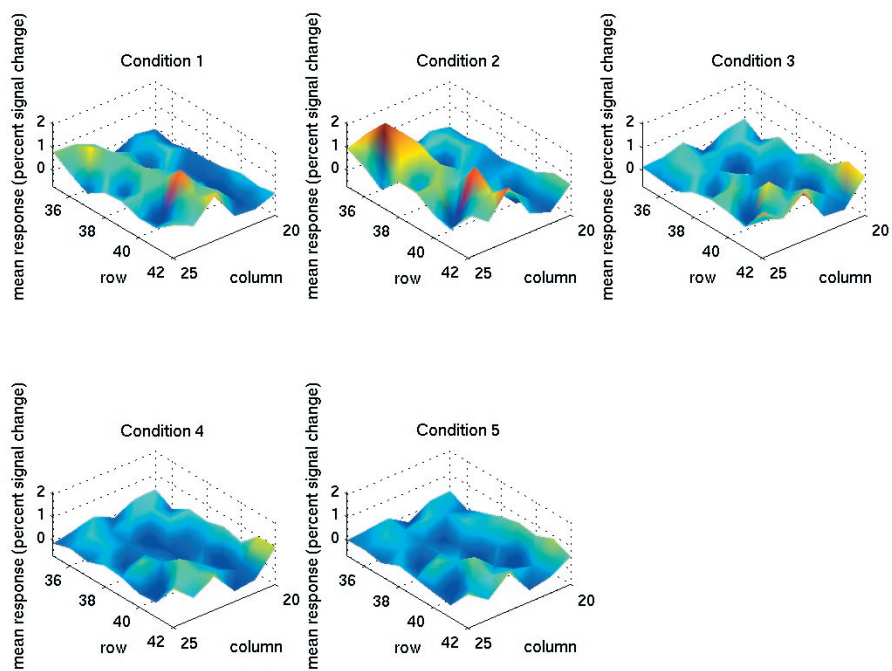 Condition 1
mean response (percent signal change)
2
1
0
36
38
40
42
row
25
20
column
Condition 2
mean response (percent signal change)
2
1
0
36
38
40
42
row
25
20
column
Condition 3
mean response (percent signal change)
2
1
0
36
38
40
42
row
25
20
column
Condition 4
mean response (percent signal change)
2
1
0
36
38
40
42
row
25
20
column
Condition 5
mean response (percent signal change)
2
1
0
36
38
40
42
row
25
20
column